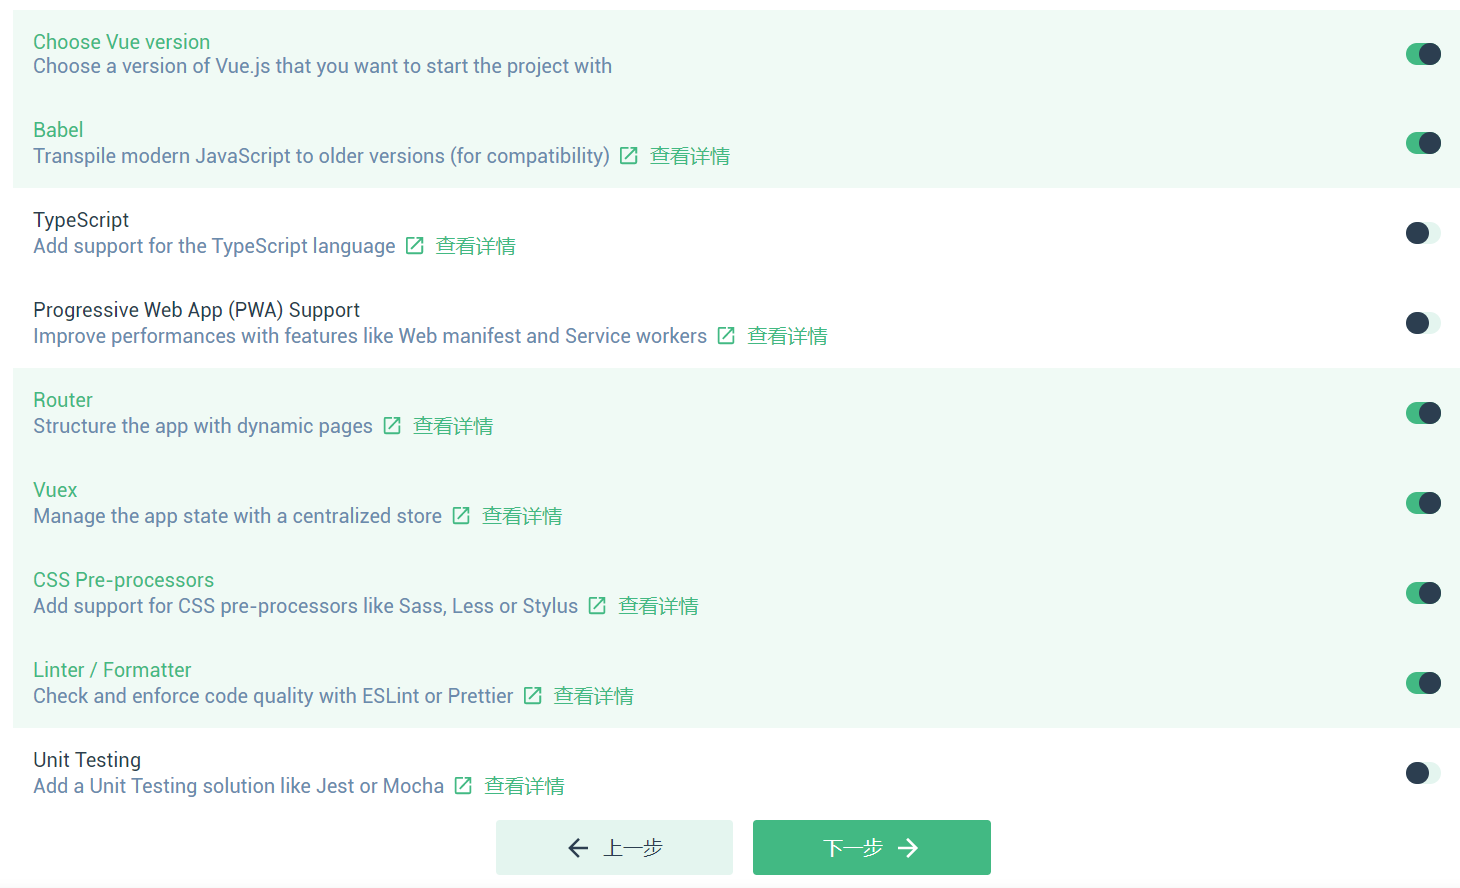 Choose Vue version
Choose a version of Vue.js that you want to start the project with
Babel
Transpile modern JavaScript to older versions (for compatibility) 查看详情
TypeScript
Add support for the TypeScript language 查看详情
Progressive Web App (PWA) Support
Improve performances with features like Web manifest and Service workers 查看详情
Router
Structure the app with dynamic pages 查看详情
Vuex
Manage the app state with a centralized store 查看详情
CSS Pre-processors
Add support for CSS pre-processors like Sass, Less or Stylus 查看详情
Linter / Formatter
Check and enforce code quality with ESLint or Prettier 查看详情
Unit Testing
Add a Unit Testing solution like Jest or Mocha 查看详情
上一步 下一步